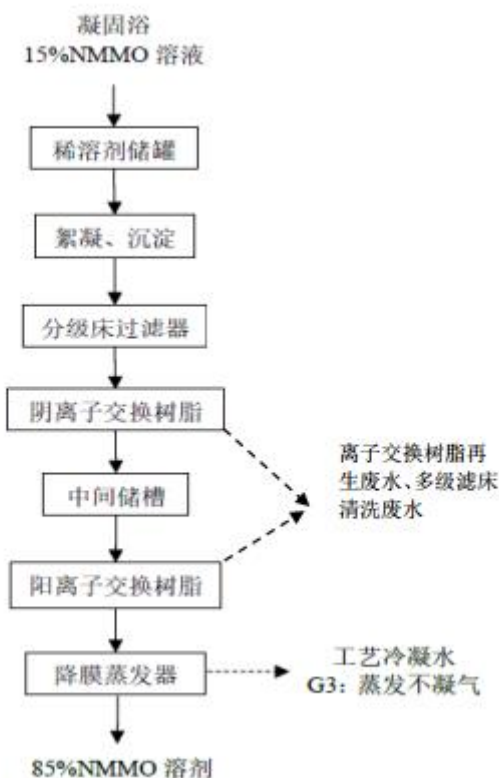 凝固浴
15%NMMO 溶液
稀溶剂储罐
絮凝、沉淀
分级床过滤器
阴离子交换树脂
离子交换树脂再
生废水、多级滤床
清洗废水
中间储槽
阳离子交换树脂
降膜蒸发器
工艺冷凝水
G3：蒸发不凝气
85%NMMO 溶剂